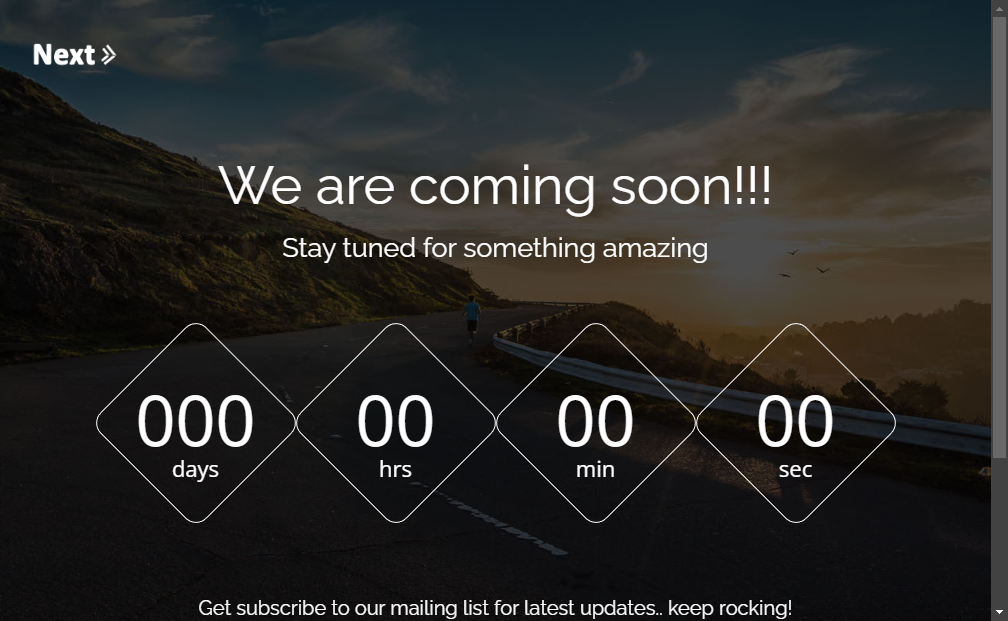 Next
We are coming soon!!!
Stay tuned for something amazing
000 00 00 00
days hrs min sec
Get subscribe to our mailing list for latest updates.. keep rocking!